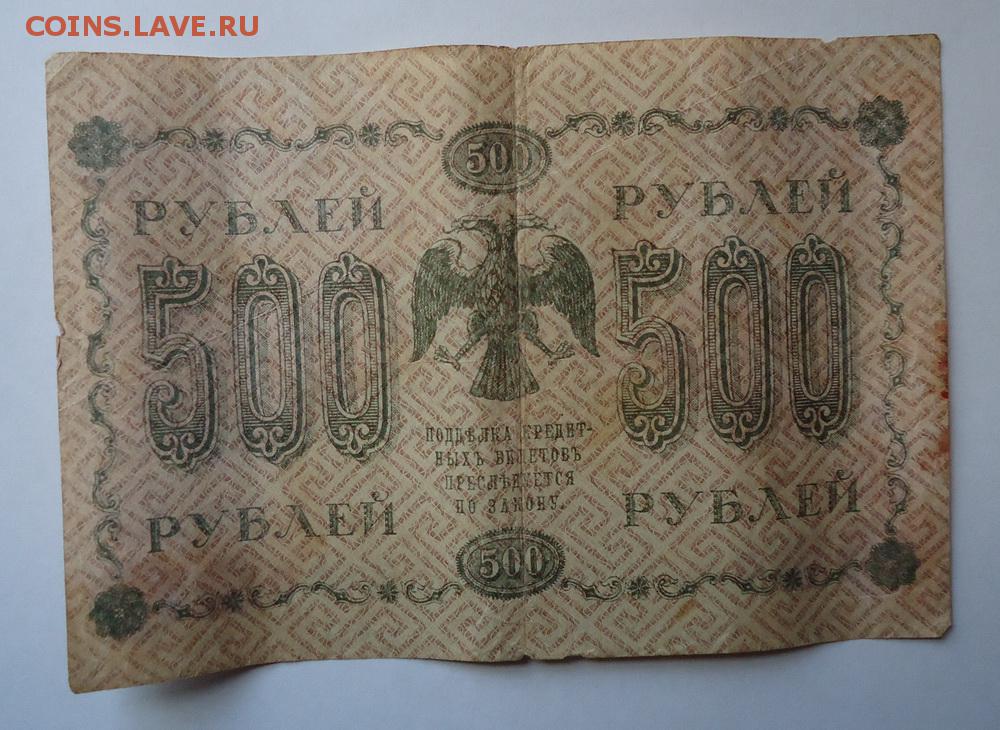 COINS.LAVE.RU
500
РУБЛЕЙ
РУБЛЕЙ
500
500
ПОДДѢЛКА КРЕДИТ-
НЫХЪ БИЛЕТОВЪ
ПРЕСЛѢДУЕТСЯ
ПО ЗАКОНУ.
РУБЛЕЙ
РУБЛЕЙ
500